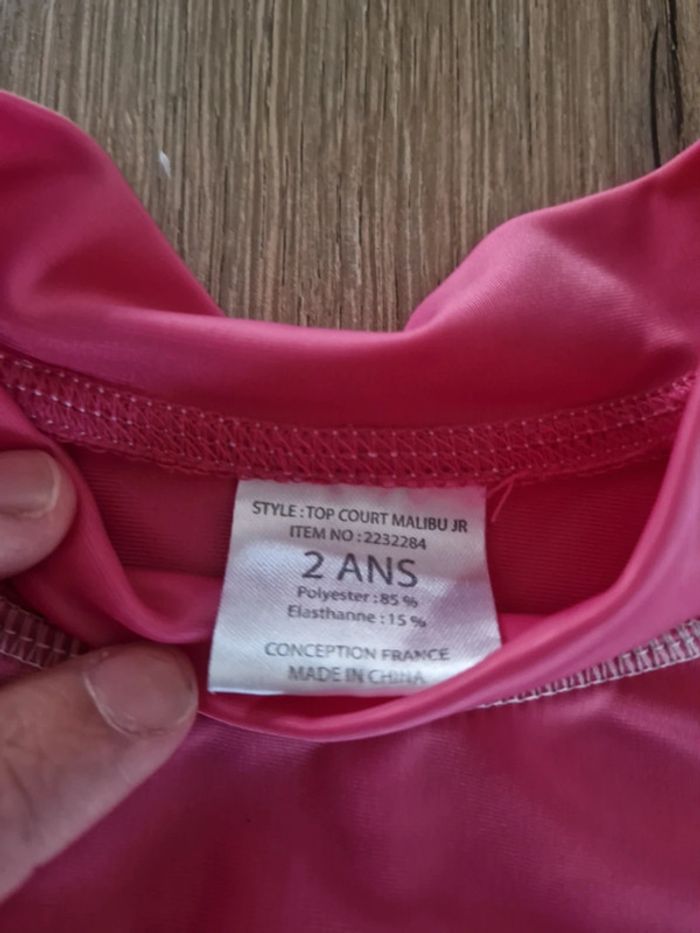 STYLE : TOP COURT MALIBU JR
ITEM NO : 2232284
2 ANS
Polyester : 85 %
Elasthanne : 15 %
CONCEPTION FRANCE
MADE IN CHINA